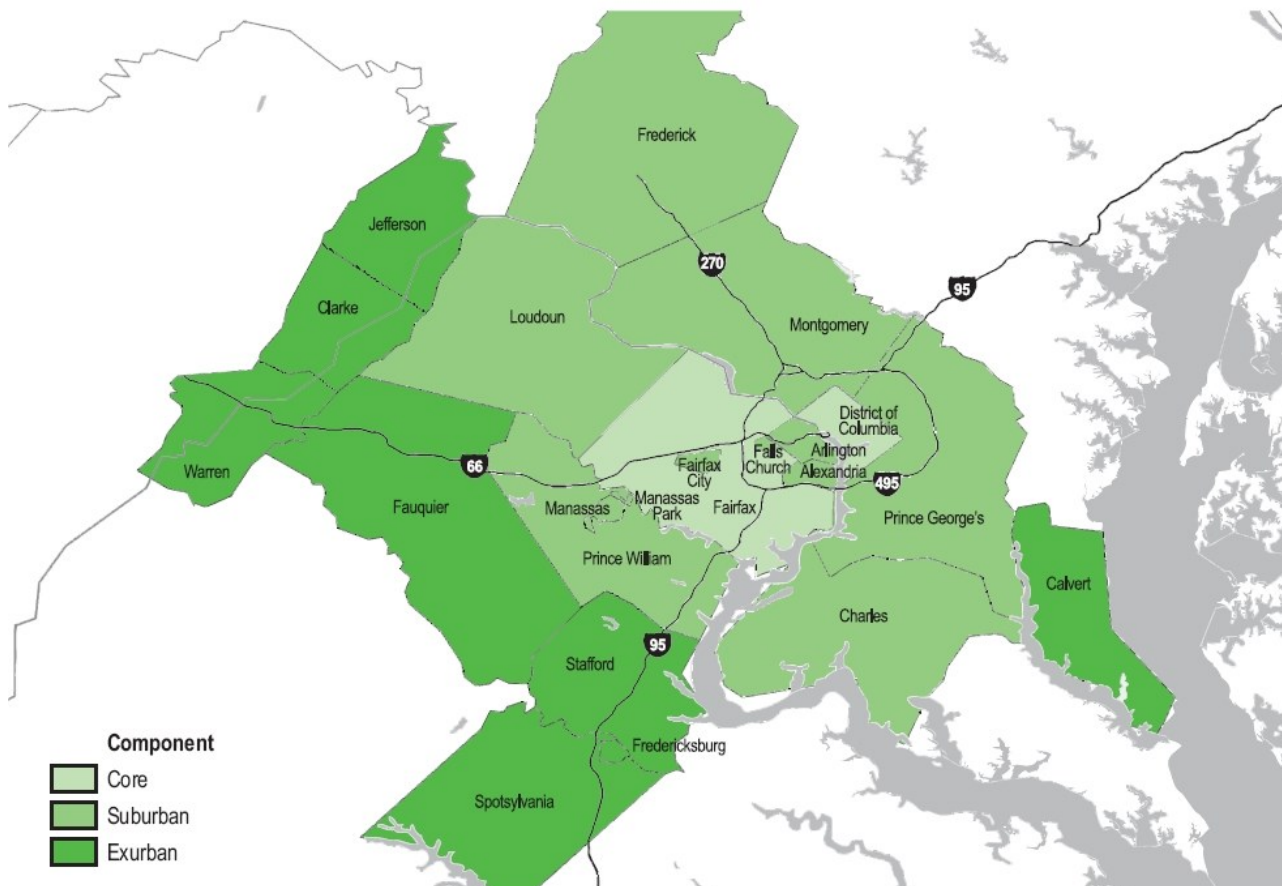 Frederick
Jefferson
270
95
Clarke
Loudoun
Montgomery
District of
Columbia
Warren
66
Fairfax
City
Falls
Church
Arlington
Alexandria
495
Fauquier
Manassas
Manassas
Park
Fairfax
Prince George's
Prince William
Calvert
Charles
95
Stafford
Fredericksburg
Spotsylvania
Component
Core
Suburban
Exurban